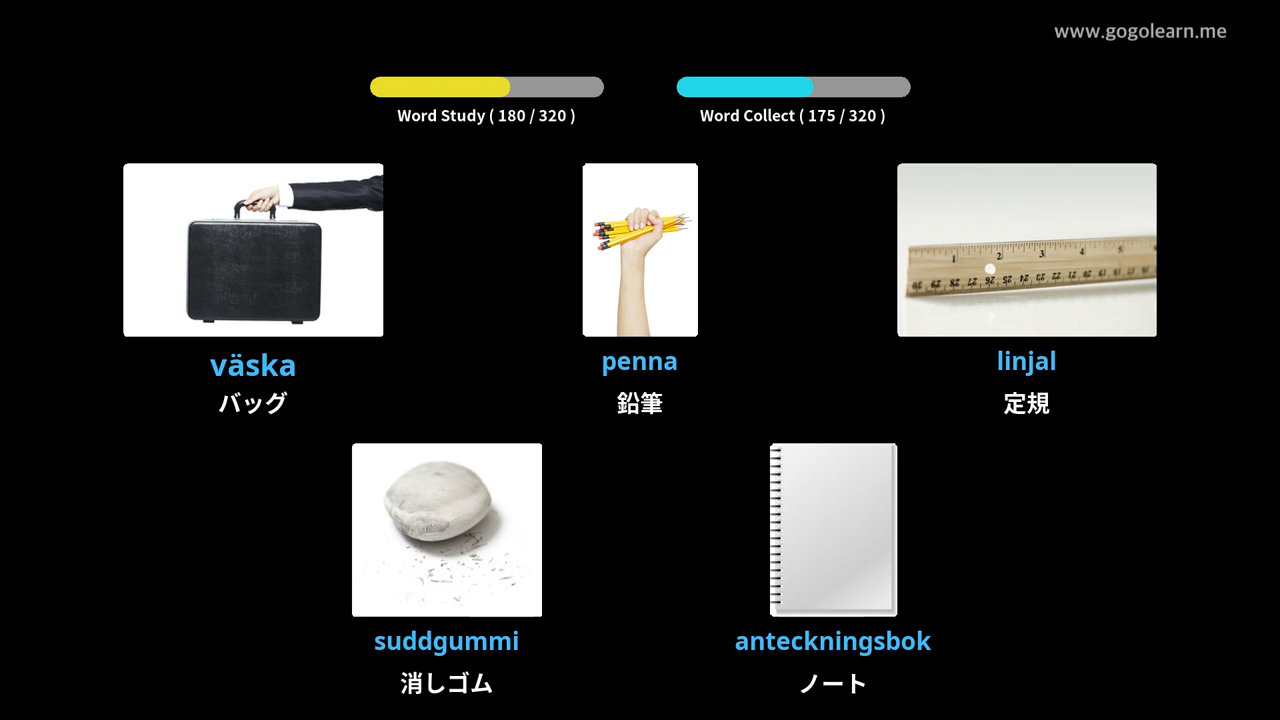 www.gogolearn.me
Word Study ( 180 / 320 )
Word Collect ( 175 / 320 )
väska
バッグ
penna
鉛筆
linjal
定規
suddgummi
消しゴム
anteckningsbok
ノート